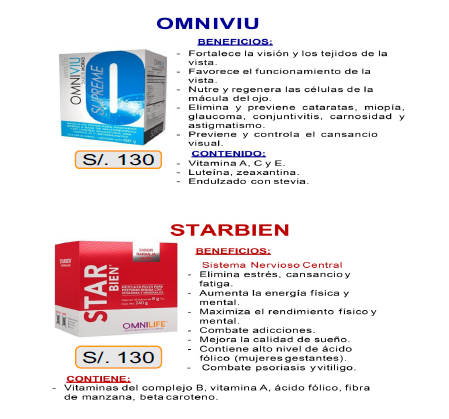 OMNIVIU
BENEFICIOS:
- Fortalece la visión y los tejidos de la
vista.
- Favorece el funcionamiento de la
vista.
- Nutre y regenera las células de la
mácula del ojo.
- Elimina y previene cataratas, miopía,
glaucoma, conjuntivitis, carnosidad y
astigmatismo.
- Previene y controla el cansancio
visual.
CONTENIDO:
- Vitamina A, C y E.
- Luteína, zeaxantina.
- Endulzado con stevia.
OMNIVIU
SUPREME
S/. 130
STARBIEN
BENEFICIOS:
Sistema Nervioso Central
- Elimina estrés, cansancio y
fatiga.
- Aumenta la energía física y
mental.
- Maximiza el rendimiento físico y
mental.
- Combate adicciones.
- Mejora la calidad de sueño.
- Contiene alto nivel de ácido
fólico (mujeres gestantes).
- Combate psoriasis y vitiligo.
STAR
BIEN
OMNILIFE
S/. 130
CONTIENE:
- Vitaminas del complejo B, vitamina A, ácido fólico, fibra
de manzana, beta caroteno.